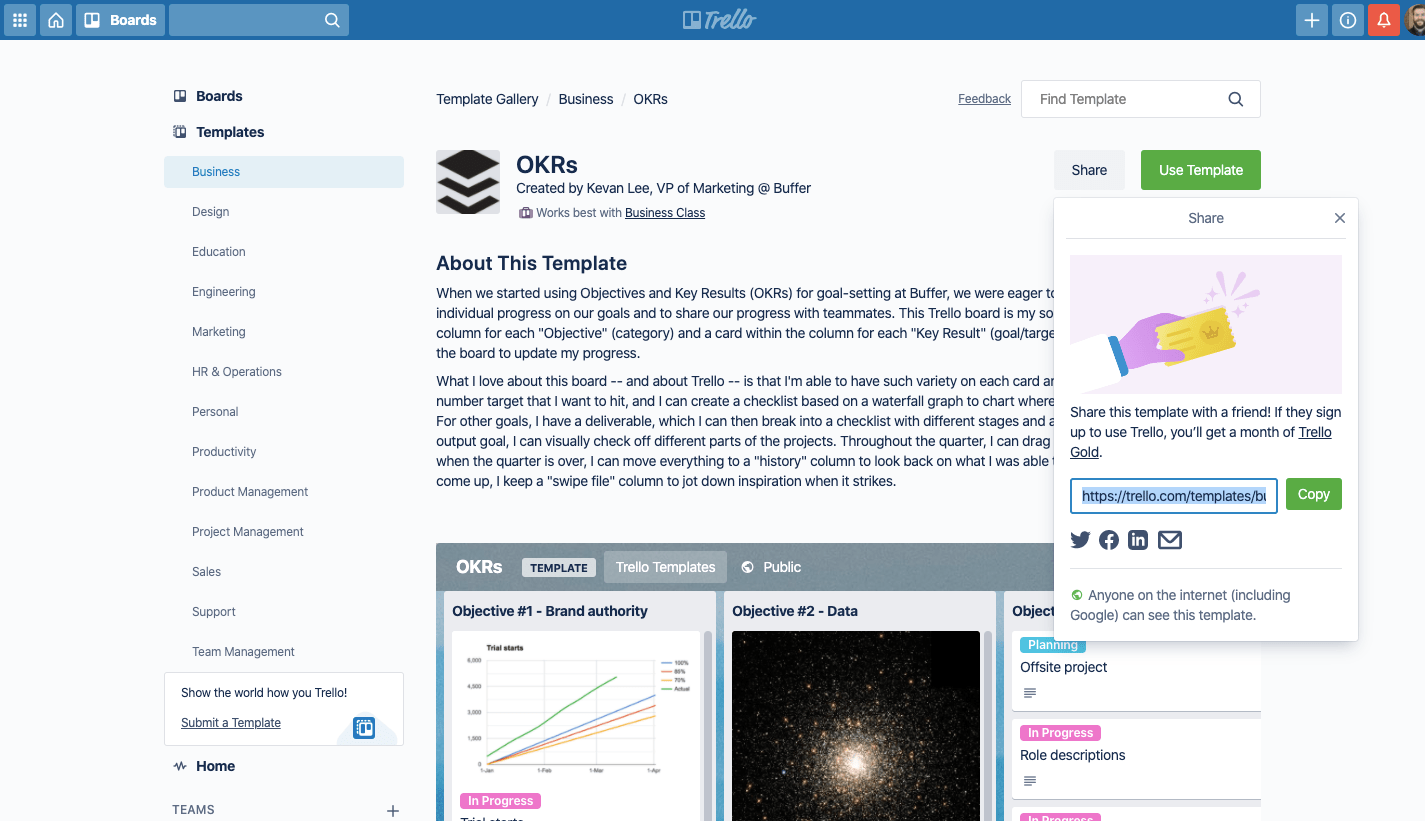 Boards
Trello
Boards
Templates
Business
Design
Education
Engineering
Marketing
HR & Operations
Personal
Productivity
Product Management
Project Management
Sales
Support
Team Management
Show the world how you Trello!
Submit a Template
Home
TEAMS
Template Gallery / Business / OKRs
Feedback
Find Template
OKRs
Created by Kevan Lee, VP of Marketing @ Buffer
Works best with Business Class
Share
Use Template
About This Template
When we started using Objectives and Key Results (OKRs) for goal-setting at Buffer, we were eager to
individual progress on our goals and to share our progress with teammates. This Trello board is my so
column for each "Objective" (category) and a card within the column for each "Key Result" (goal/targe
the board to update my progress.
What I love about this board -- and about Trello -- is that I'm able to have such variety on each card
number target that I want to hit, and I can create a checklist based on a waterfall graph to chart where
For other goals, I have a deliverable, which I can then break into a checklist with different stages and
output goal, I can visually check off different parts of the projects. Throughout the quarter, I can drag
when the quarter is over, I can move everything to a "history" column to look back on what I was able
come up, I keep a "swipe file" column to jot down inspiration when it strikes.
Share
Share this template with a friend! If they sign
up to use Trello, you’ll get a month of Trello
Gold.
https://trello.com/templates/bu
Copy
in
Anyone on the internet (including
Google) can see this template.
OKRs
TEMPLATE
Trello Templates
Public
Objective #1 - Brand authority
Trial starts
6,000
4,500
3,000
1,500
0
1-Jan
1-Feb
1-Mar
1-Apr
100%
85%
70%
Actual
In Progress
Trial starts
Objective #2 - Data
Object
Planning
Offsite project
In Progress
Role descriptions
In Progress